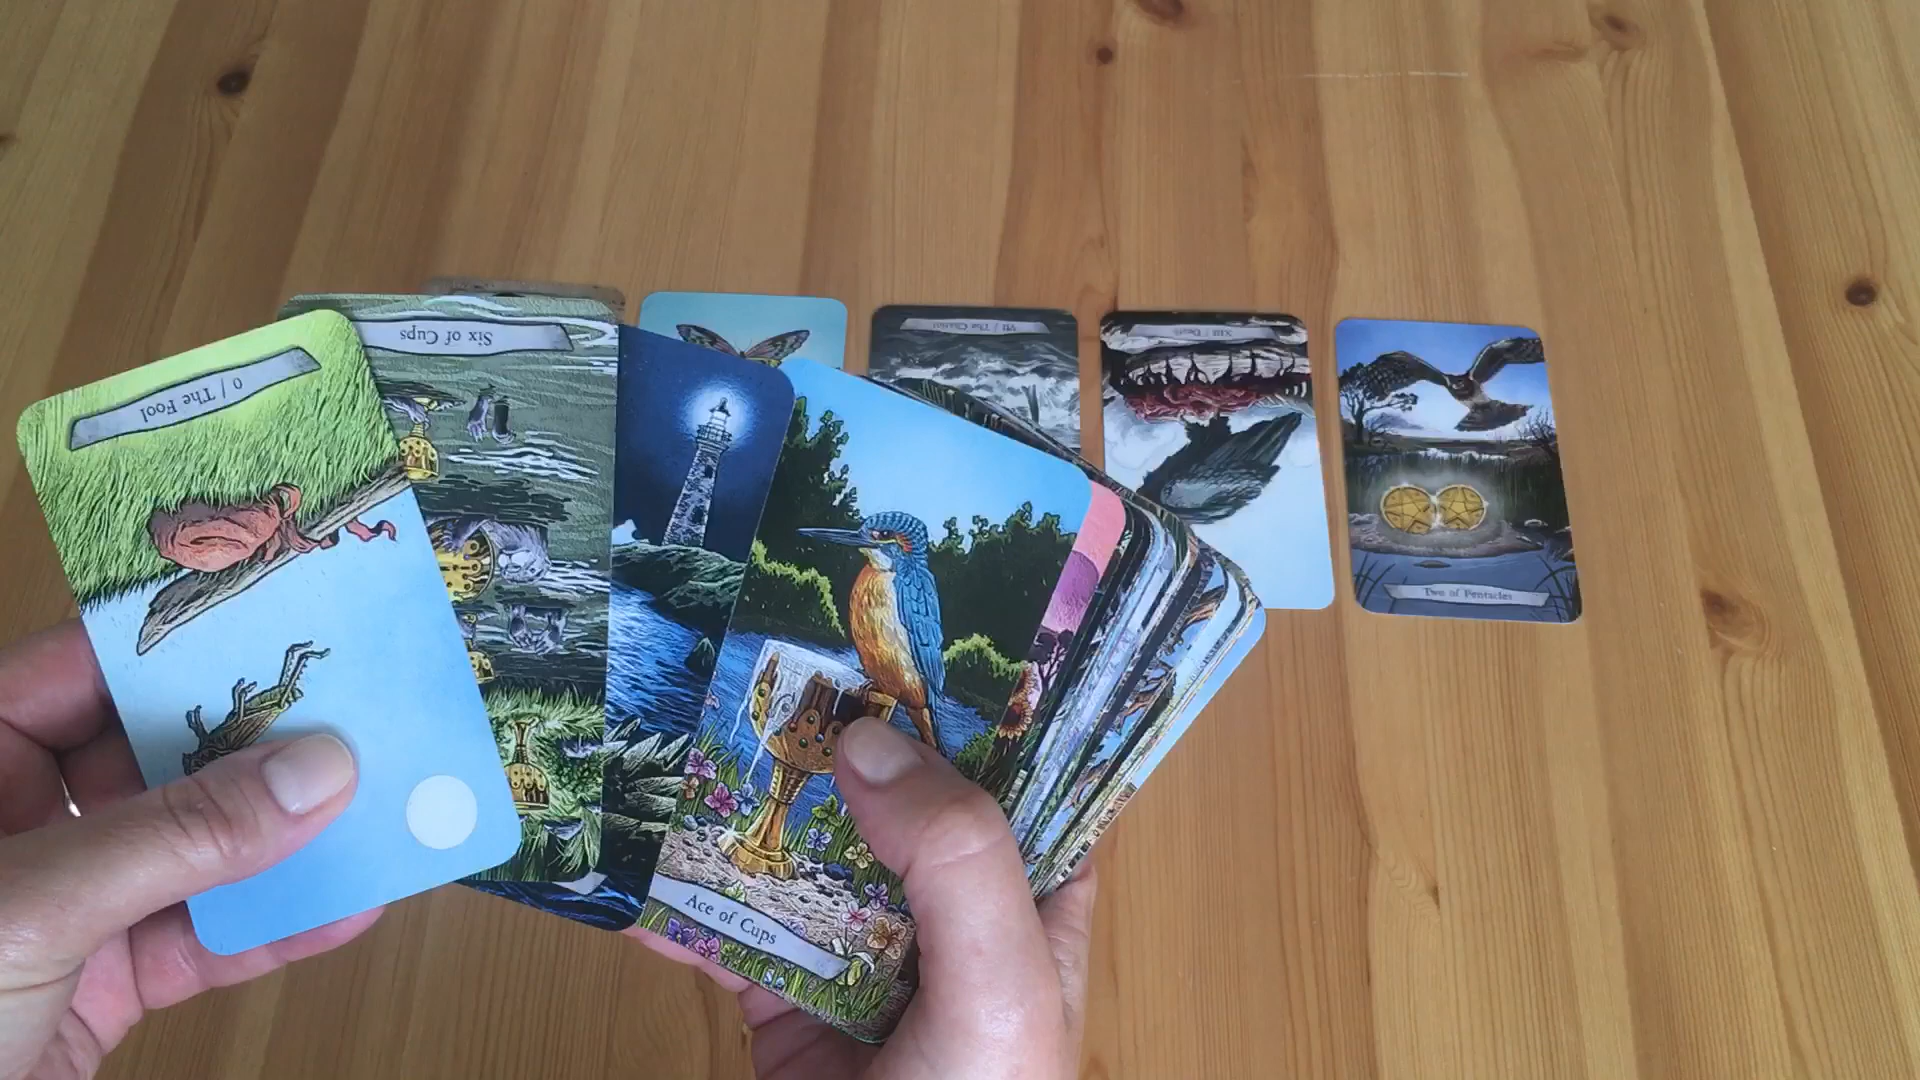 0 / The Fool
Six of Cups
VII / The Chariot
XIII / Death
Two of Pentacles
Ace of Cups